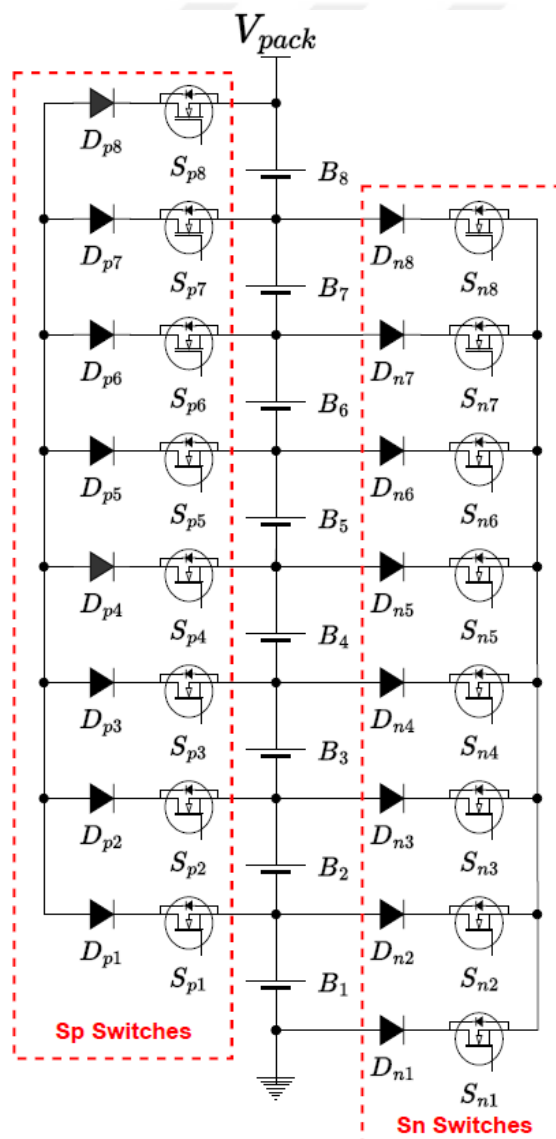 V_pack
D_p8
S_p8
B_8
D_p7
S_p7
D_n8
S_n8
B_7
D_p6
S_p6
D_n7
S_n7
B_6
D_p5
S_p5
D_n6
S_n6
B_5
D_p4
S_p4
D_n5
S_n5
B_4
D_p3
S_p3
D_n4
S_n4
B_3
D_p2
S_p2
D_n3
S_n3
B_2
D_p1
S_p1
D_n2
S_n2
B_1
Sp Switches
D_n1
S_n1
Sn Switches